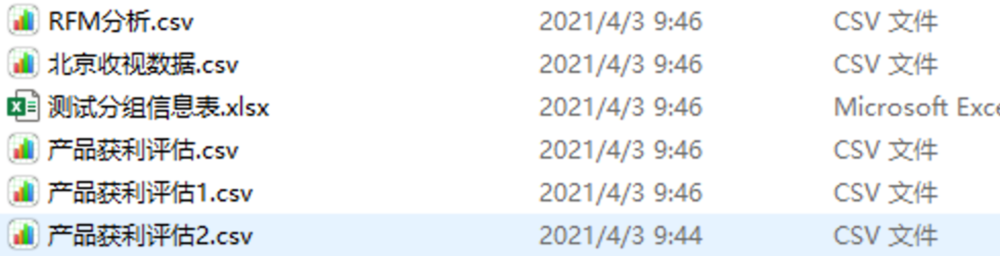 RFM分析.csv 2021/4/3 9:46 CSV 文件
北京收视数据.csv 2021/4/3 9:46 CSV 文件
测试分组信息表.xlsx 2021/4/3 9:46 Microsoft Exce
产品获利评估.csv 2021/4/3 9:46 CSV 文件
产品获利评估1.csv 2021/4/3 9:46 CSV 文件
产品获利评估2.csv 2021/4/3 9:44 CSV 文件